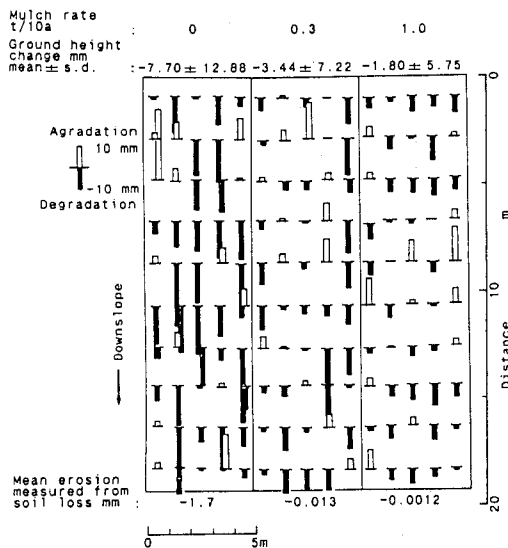 Mulch rate
t/10a : 0 0.3 1.0
Ground height
change mm
mean ± s.d. : -7.70 ± 12.88 -3.44 ± 7.22 -1.80 ± 5.75
0
Agradation
10 mm
-10 mm
Degradation
m
10
Downslope
Distance
Mean erosion
measured from
soil loss mm : -1.7 -0.013 -0.0012
20
0 5m